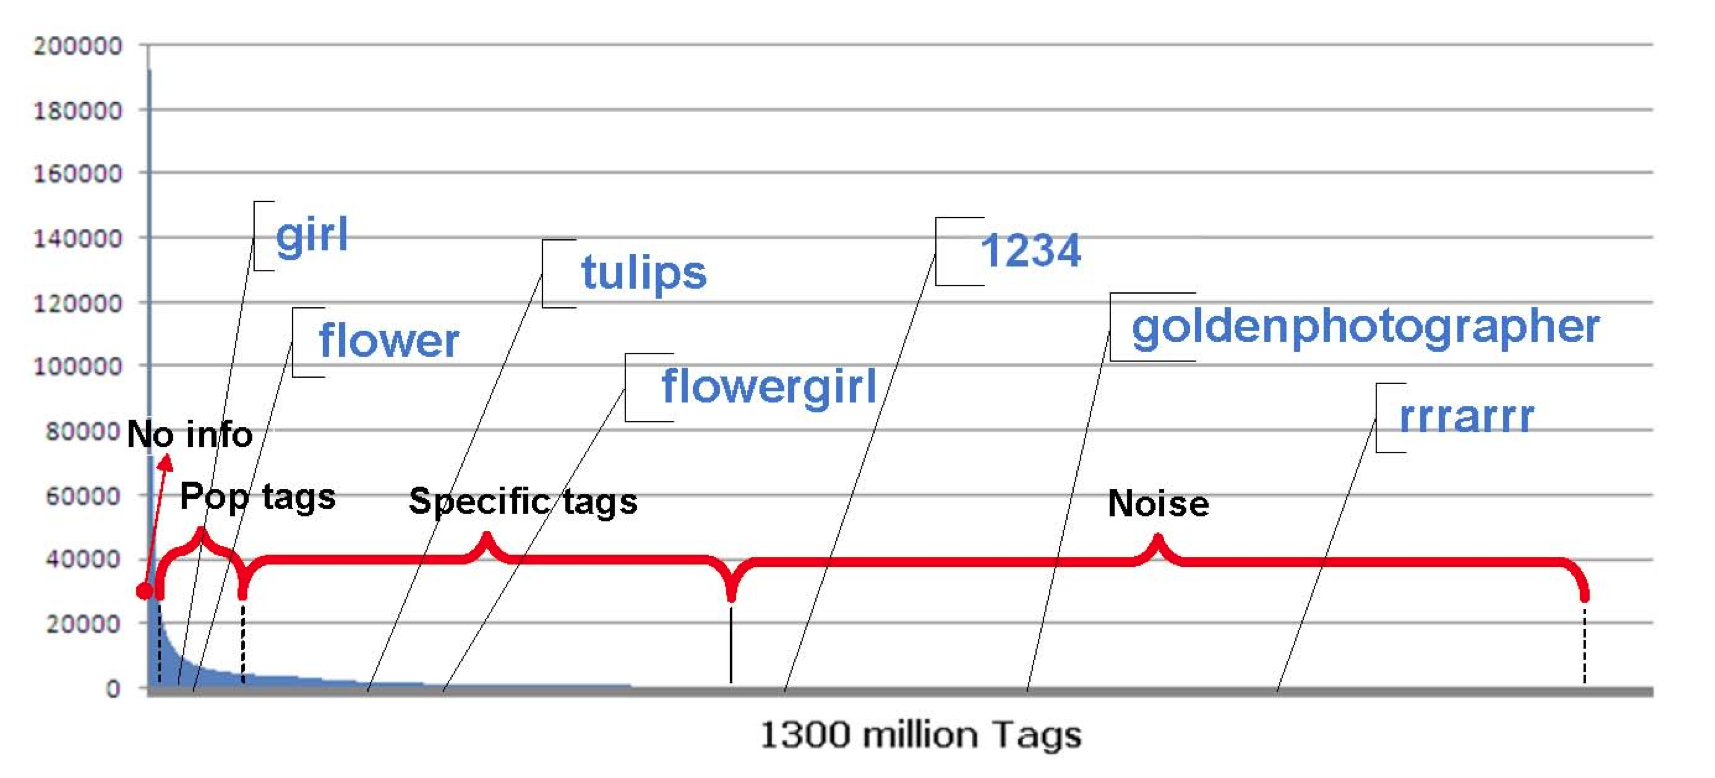 200000
180000
160000
girl
140000
1234
tulips
120000
goldenphotographer
flower
100000
flowergirl
rrrarrr
80000
No info
60000
Pop tags
Specific tags
Noise
40000
20000
0
1300 million Tags